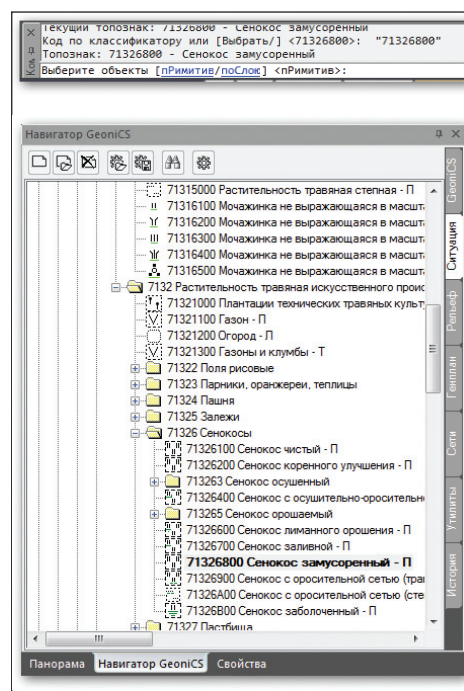 Текущий топознак: 71326800 - Сенокос замусоренный
Код по классификатору или [Выбрать/] <71326800>: "71326800"
Топознак: 71326800 - Сенокос замусоренный
Выберите объекты [пРимитив/поСлою] <пРимитив>:
Навигатор GeoniCS
71315000 Растительность травяная степная - П
71316100 Мочажинка не выражающаяся в масшта
71316200 Мочажинка не выражающаяся в масшта
71316300 Мочажинка не выражающаяся в масшта
71316400 Мочажинка не выражающаяся в масшта
71316500 Мочажинка не выражающаяся в масшта
7132 Растительность травяная искусственного проис
71321000 Плантации технических травяных культу
71321100 Газон - П
71321200 Огород - П
71321300 Газоны и клумбы - Т
71322 Поля рисовые
71323 Парники, оранжереи, теплицы
71324 Пашня
71325 Залежи
71326 Сенокосы
71326100 Сенокос чистый - П
71326200 Сенокос коренного улучшения - П
713263 Сенокос осушенный
71326400 Сенокос с осушительно-оросительн
713265 Сенокос орошаемый
71326600 Сенокос лиманного орошения - П
71326700 Сенокос заливной - П
71326800 Сенокос замусоренный - П
71326900 Сенокос с оросительной сетью (тран
71326A00 Сенокос с оросительной сетью (сте
71326B00 Сенокос заболоченный - П
71327 Пастбища
GeoniCS
Ситуация
Рельеф
Генплан
Сети
Утилиты
История
Панорама
Навигатор GeoniCS
Свойства